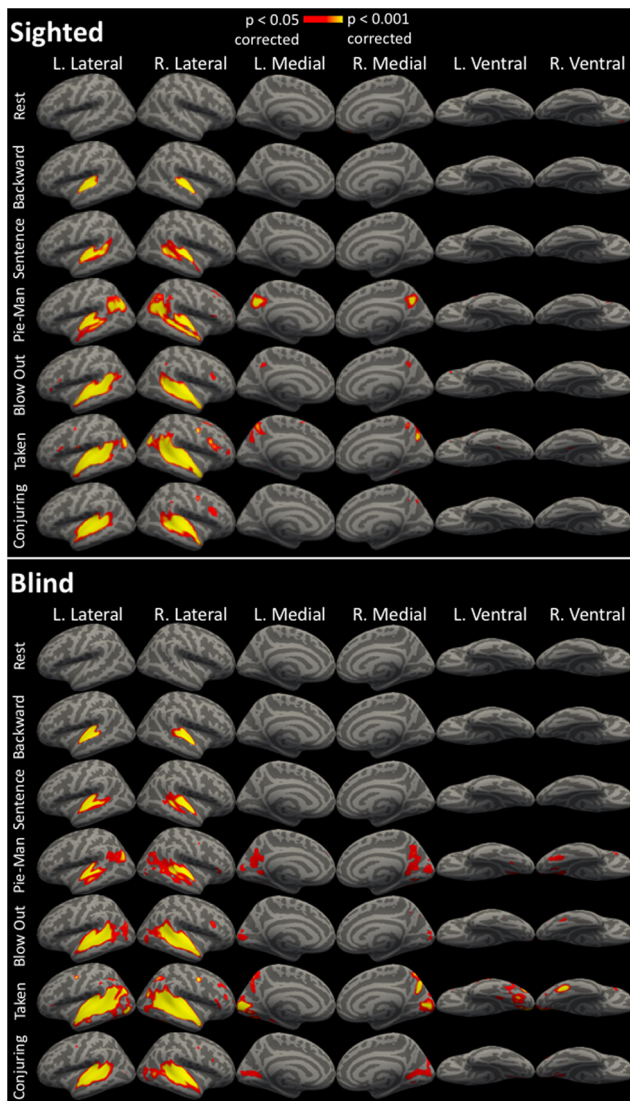 p < 0.05 p < 0.001
corrected corrected
Sighted
L. Lateral R. Lateral L. Medial R. Medial L. Ventral R. Ventral
Rest
Backward
Sentence
Pie-Man
Blow Out
Taken
Conjuring
Blind
L. Lateral R. Lateral L. Medial R. Medial L. Ventral R. Ventral
Rest
Backward
Sentence
Pie-Man
Blow Out
Taken
Conjuring